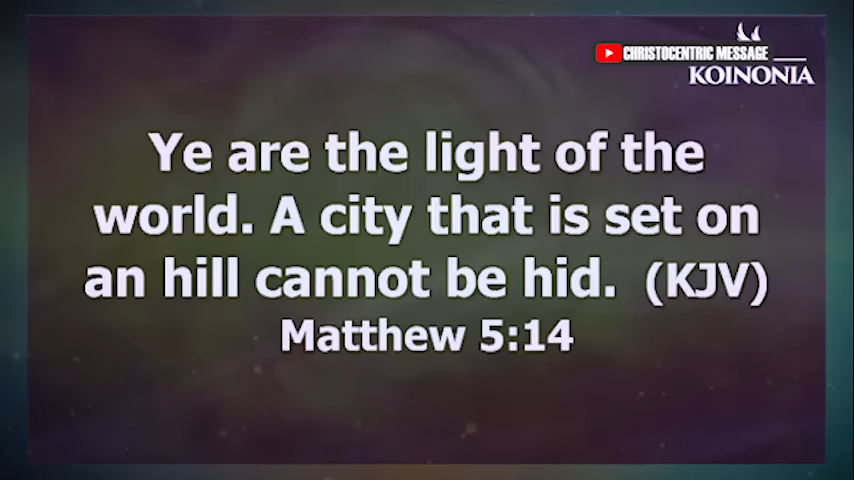 CHRISTOCENTRIC MESSAGE
KOINONIA
Ye are the light of the
world. A city that is set on
an hill cannot be hid. (KJV)
Matthew 5:14